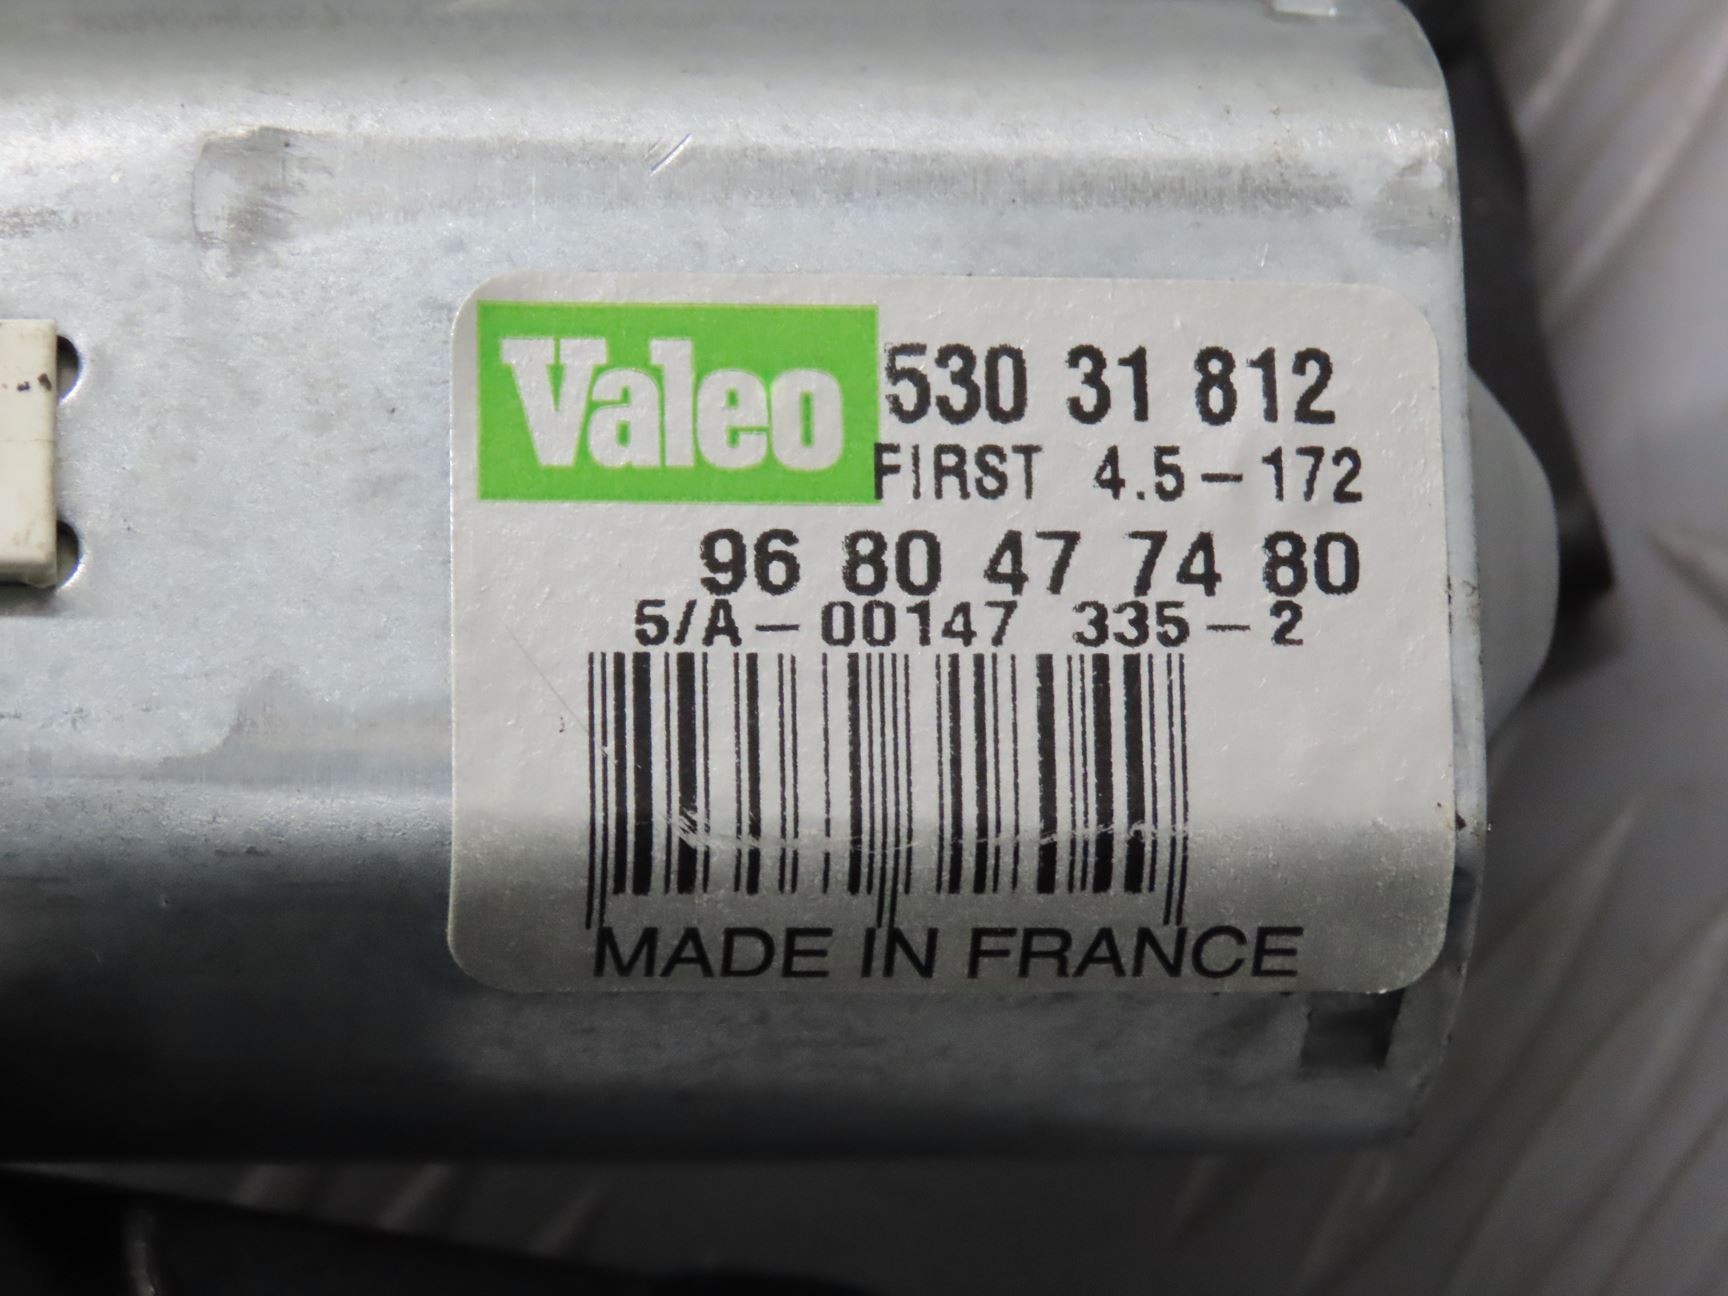 Valeo 530 31 812
FIRST 4.5-172
96 80 47 74 80
5/A-00147 335-2
MADE IN FRANCE